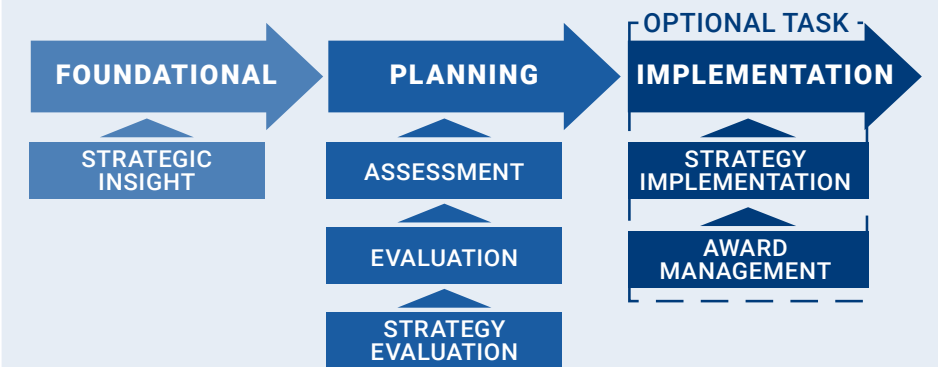 OPTIONAL TASK
FOUNDATIONAL
PLANNING
IMPLEMENTATION
STRATEGIC
INSIGHT
ASSESSMENT
EVALUATION
STRATEGY
EVALUATION
STRATEGY
IMPLEMENTATION
AWARD
MANAGEMENT